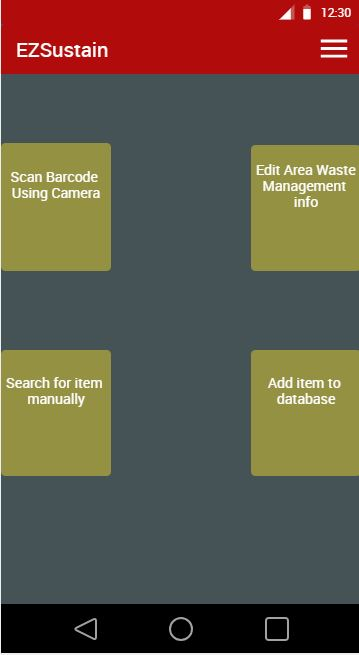 12:30
EZSustain
Scan Barcode
Using Camera
Edit Area Waste
Management
info
Search for item
manually
Add item to
database